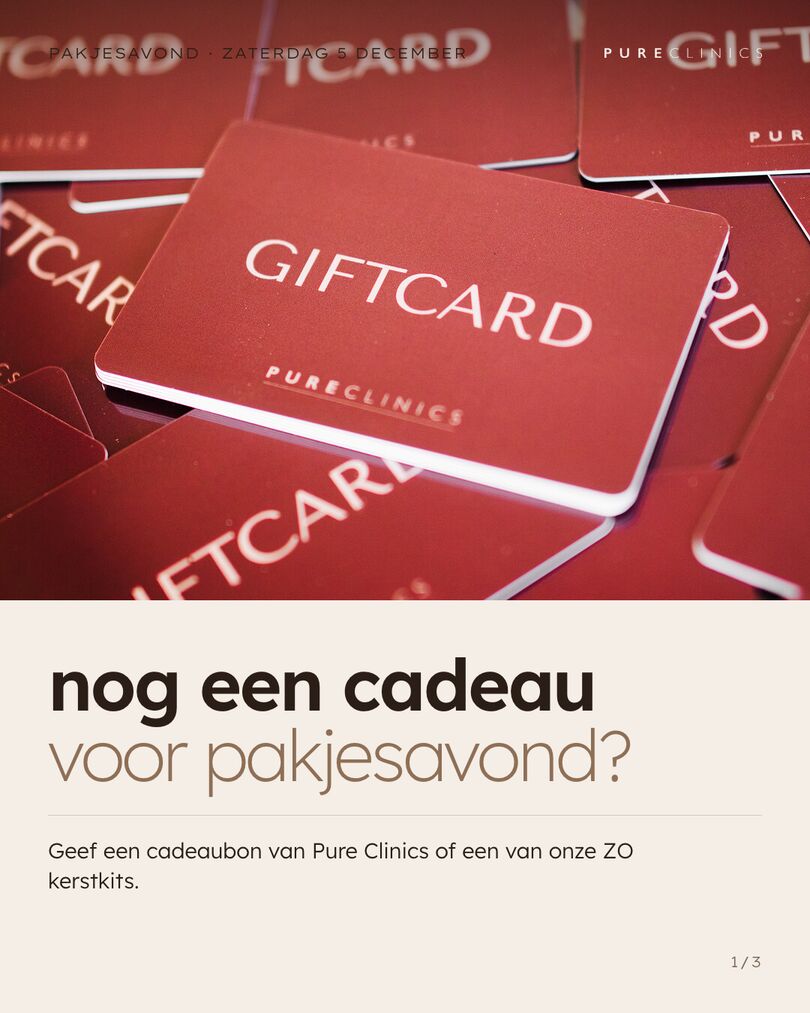 PAKJESAVOND · ZATERDAG 5 DECEMBER
PURECLINICS
GIFTCARD
PURECLINICS
nog een cadeau
voor pakjesavond?
Geef een cadeaubon van Pure Clinics of een van onze ZO
kerstkits.
1/3